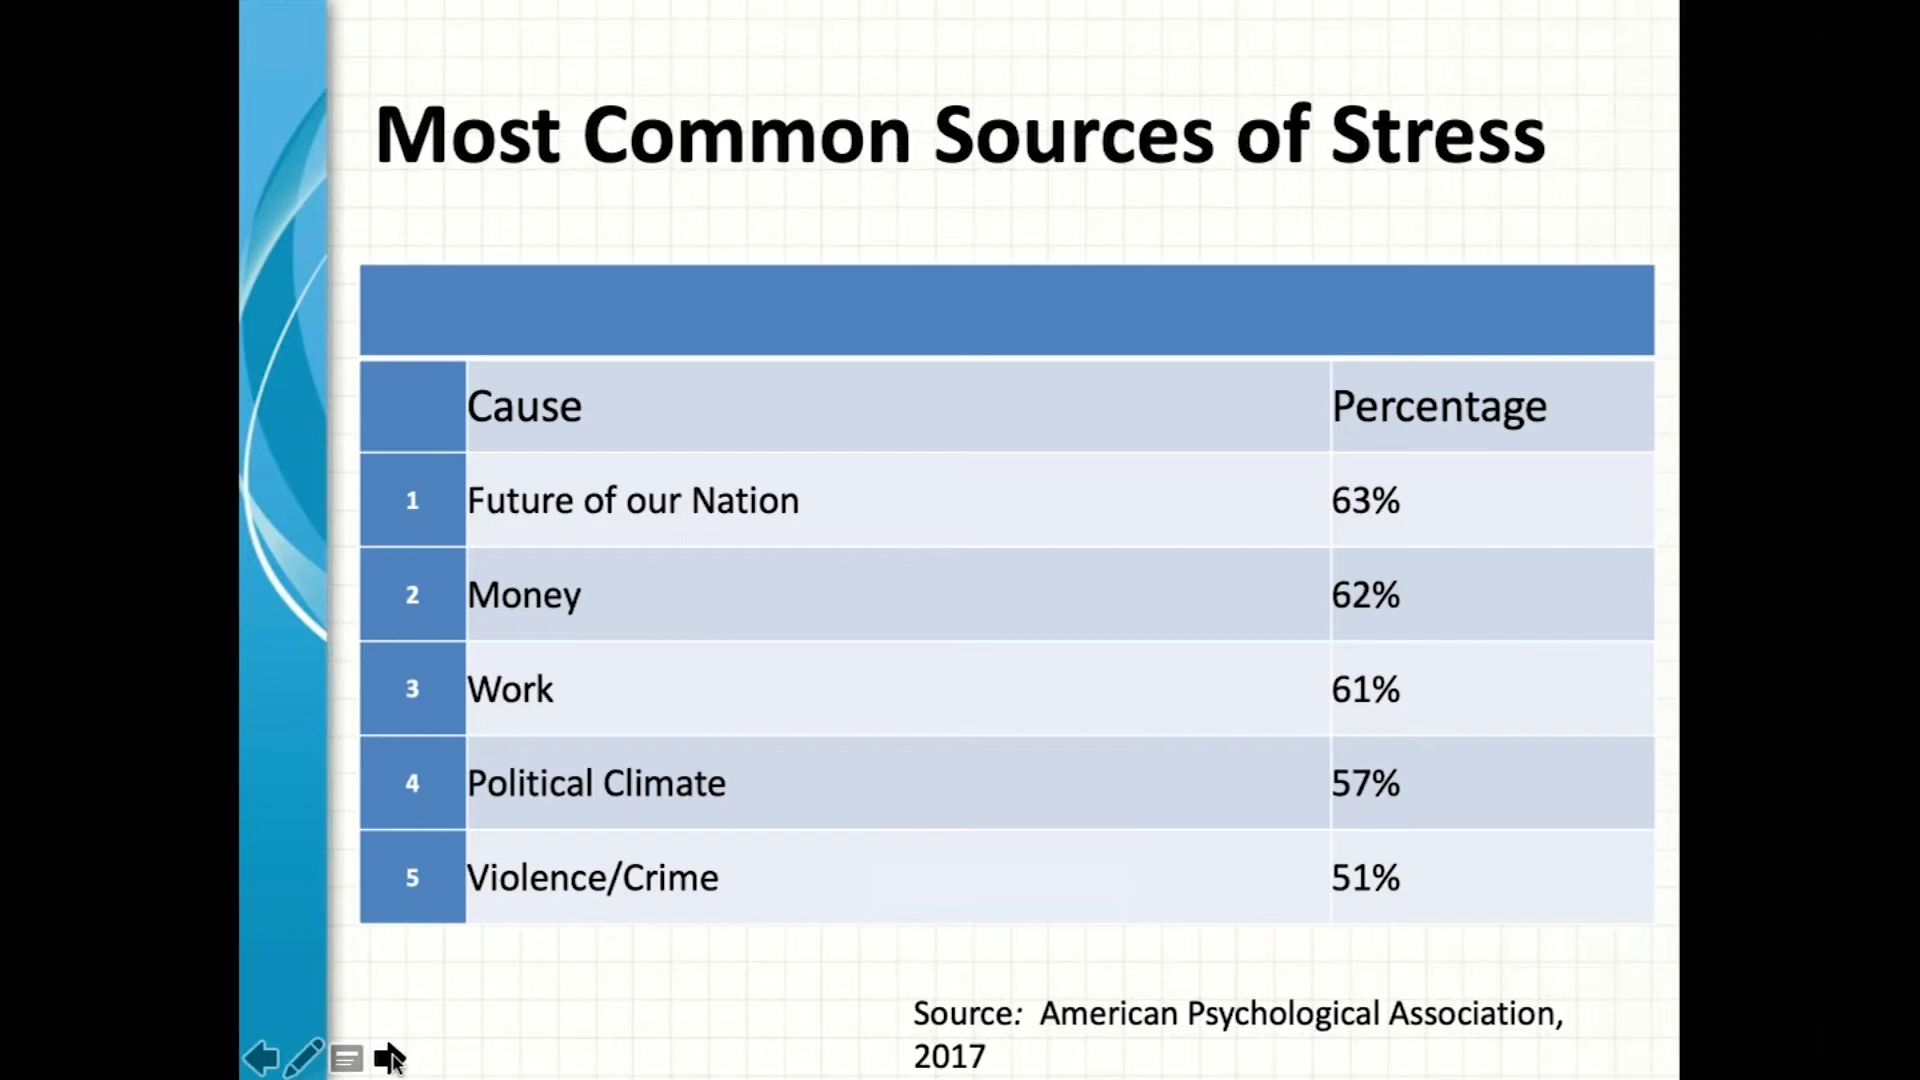 Most Common Sources of Stress
Cause Percentage
1 Future of our Nation 63%
2 Money 62%
3 Work 61%
4 Political Climate 57%
5 Violence/Crime 51%
Source:  American Psychological Association,
2017